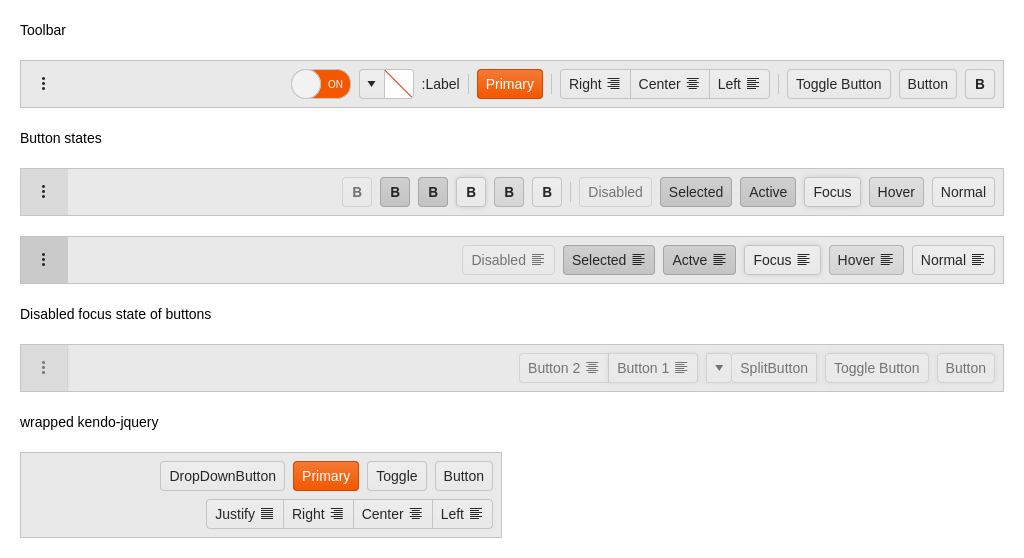 Toolbar
ON :Label Primary Right Center Left Toggle Button Button B
Button states
B B B B B B Disabled Selected Active Focus Hover Normal
Disabled Selected Actve Focus Hover Normal
Disabled focus state of buttons
Button 2 Button 1 SplitButton Toggle Button Button
wrapped kendo-jquery
DropDownButton Primary Toggle Button
Justify Right Center Left